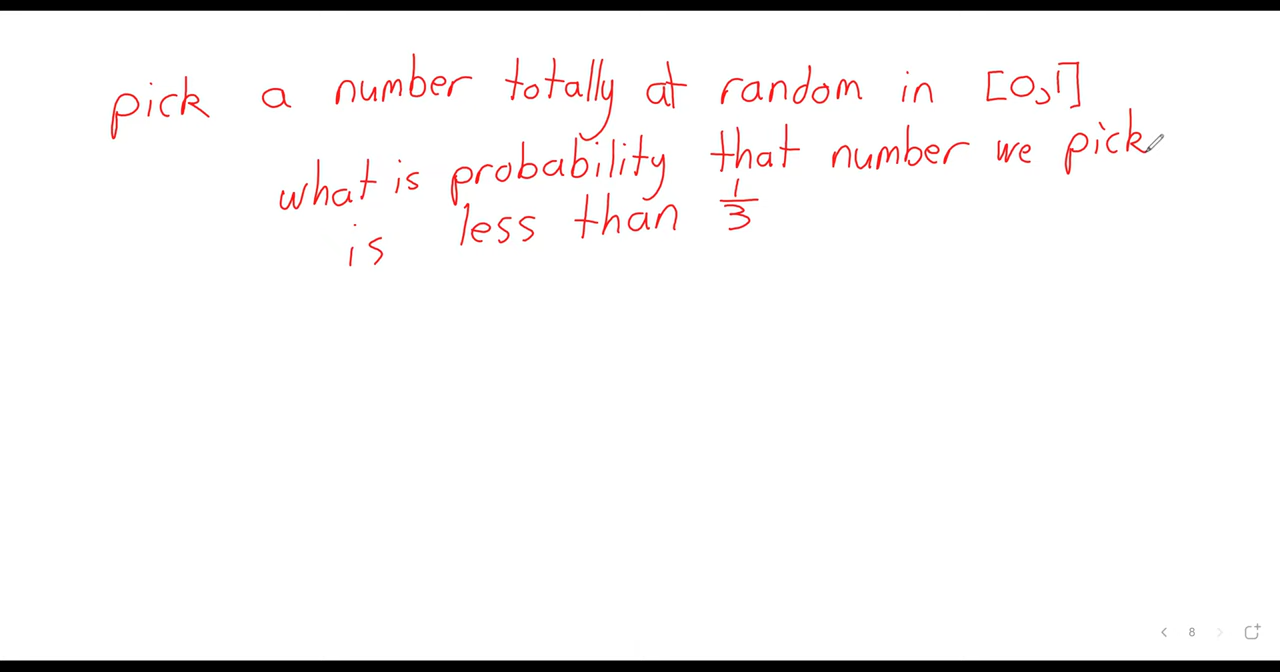 pick a number totally at random in [0,1]
what is probability that number we pick
is less than 1/3
8